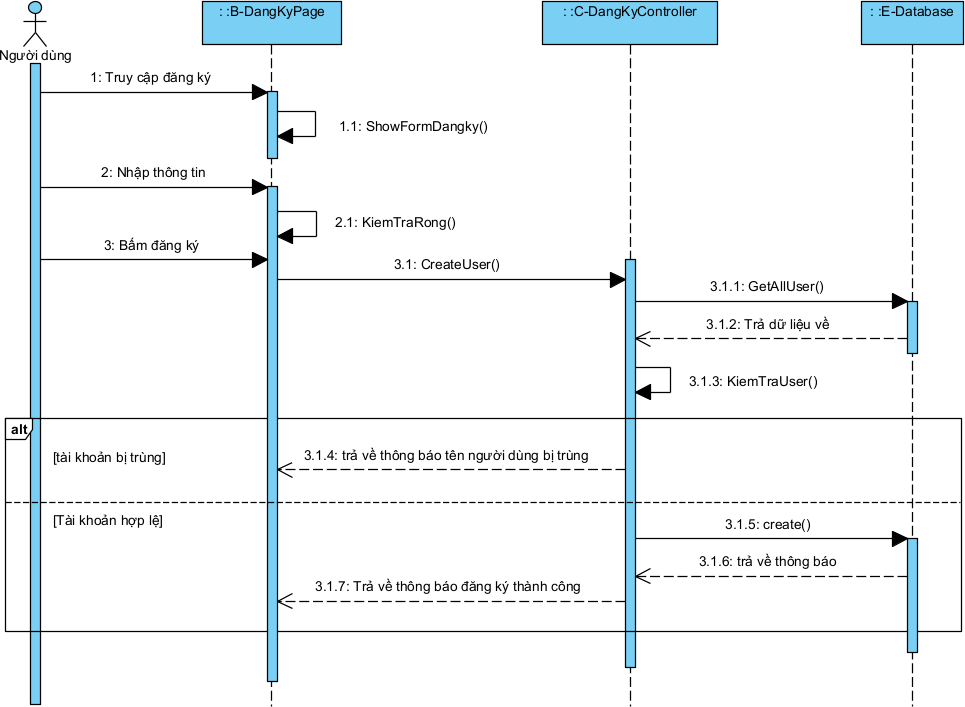 : :B-DangKyPage
: :C-DangKyController
: :E-Database
Người dùng
1: Truy cập đăng ký
1.1: ShowFormDangky()
2: Nhập thông tin
2.1: KiemTraRong()
3: Bấm đăng ký
3.1: CreateUser()
3.1.1: GetAllUser()
3.1.2: Trả dữ liệu về
3.1.3: KiemTraUser()
alt
[tài khoản bị trùng]
3.1.4: trả về thông báo tên người dùng bị trùng
[Tài khoản hợp lệ]
3.1.5: create()
3.1.6: trả về thông báo
3.1.7: Trả về thông báo đăng ký thành công